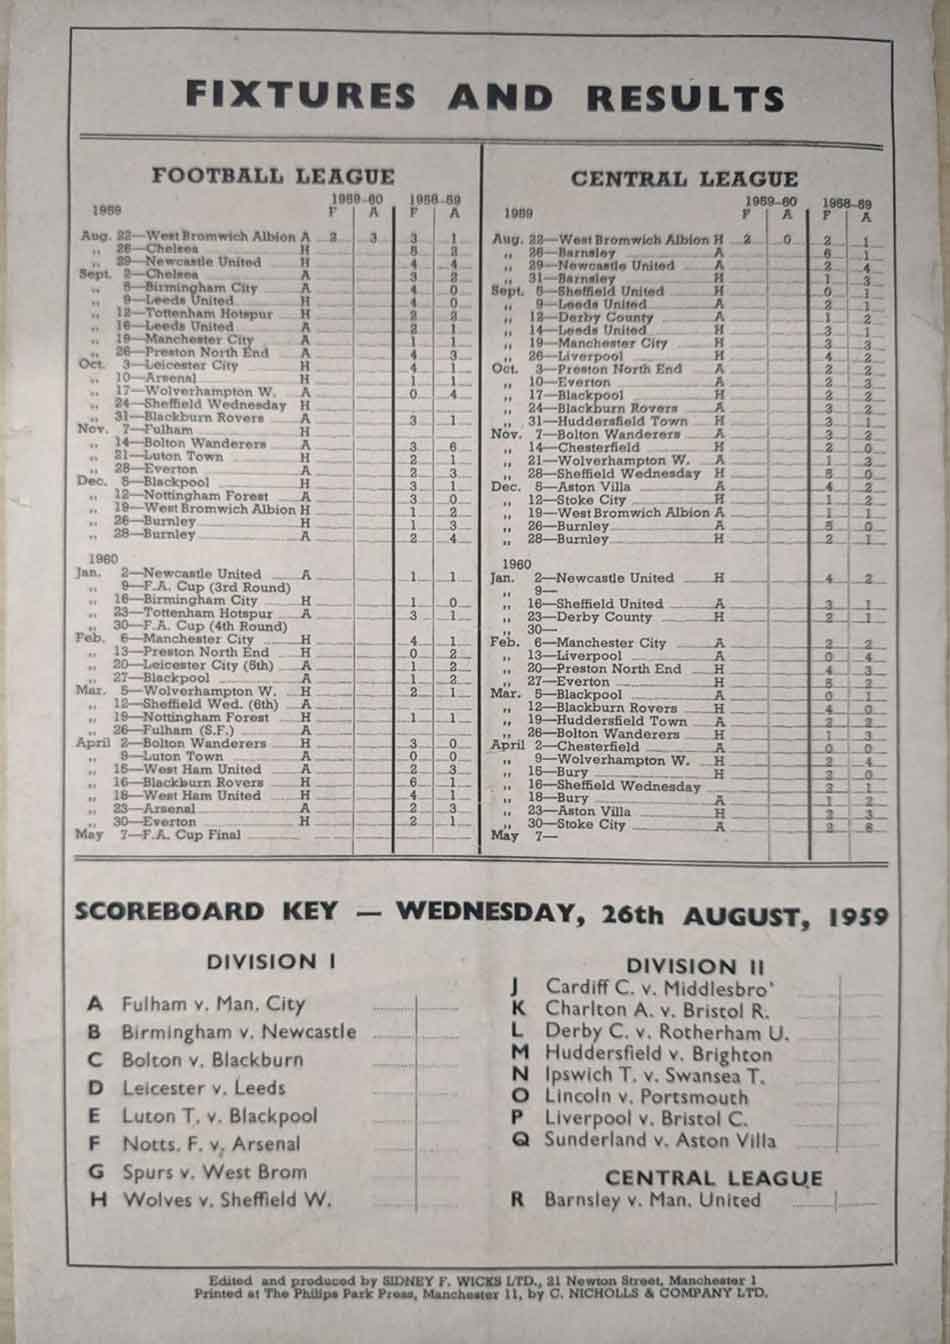 FIXTURES AND RESULTS
FOOTBALL LEAGUE
1959-60 1958-59
1959 F A F A
Aug. 22—West Bromwich Albion A 2 3 3 1
„ 26—Chelsea H 5 2
„ 29—Newcastle United H 4 4
Sept. 2—Chelsea A 3 2
„ 5—Birmingham City A 4 0
„ 9—Leeds United H 4 0
„ 12—Tottenham Hotspur H 2 2
„ 16—Leeds United A 2 1
„ 19—Manchester City A 1 1
„ 26—Preston North End A 4 3
Oct. 3—Leicester City H 4 1
„ 10—Arsenal H 1 1
„ 17—Wolverhampton W. A 0 4
„ 24—Sheffield Wednesday H
„ 31—Blackburn Rovers A 3 1
Nov. 7—Fulham H
„ 14—Bolton Wanderers A 3 6
„ 21—Luton Town H 2 1
„ 28—Everton A 2 3
Dec. 5—Blackpool H 3 1
„ 12—Nottingham Forest A 3 0
„ 19—West Bromwich Albion H 1 2
„ 26—Burnley H 1 3
„ 28—Burnley A 2 4
1960
Jan. 2—Newcastle United A 1 1
„ 9—F.A. Cup (3rd Round)
„ 16—Birmingham City H 1 0
„ 23—Tottenham Hotspur A 3 1
„ 30—F.A. Cup (4th Round)
Feb. 6—Manchester City H 4 1
„ 13—Preston North End H 0 2
„ 20—Leicester City (5th) A 1 2
„ 27—Blackpool A 1 2
Mar. 5—Wolverhampton W. H 2 1
„ 12—Sheffield Wed. (6th) A
„ 19—Nottingham Forest H 1 1
„ 26—Fulham (S.F.) A
April 2—Bolton Wanderers H 3 0
„ 9—Luton Town A 0 0
„ 15—West Ham United A 2 3
„ 16—Blackburn Rovers H 6 1
„ 18—West Ham United H 4 1
„ 23—Arsenal A 2 3
„ 30—Everton H 2 1
May 7—F.A. Cup Final
CENTRAL LEAGUE
1959-60 1958-59
1959 F A F A
Aug. 22—West Bromwich Albion H 2 0 2 1
„ 26—Barnsley A 6 1
„ 29—Newcastle United A 2 4
„ 31—Barnsley H 1 3
Sept. 5—Sheffield United H 0 1
„ 9—Leeds United A 2 1
„ 12—Derby County A 1 2
„ 14—Leeds United H 3 1
„ 19—Manchester City H 3 3
„ 26—Liverpool H 4 2
Oct. 3—Preston North End A 2 2
„ 10—Everton A 2 3
„ 17—Blackpool H 2 2
„ 24—Blackburn Rovers A 3 2
„ 31—Huddersfield Town H 3 1
Nov. 7—Bolton Wanderers A 3 2
„ 14—Chesterfield H 2 0
„ 21—Wolverhampton W. A 1 3
„ 28—Sheffield Wednesday H 5 0
Dec. 5—Aston Villa A 4 2
„ 12—Stoke City H 1 2
„ 19—West Bromwich Albion A 1 1
„ 26—Burnley A 5 0
„ 28—Burnley H 2 1
1960
Jan. 2—Newcastle United H 4 2
„ 9—
„ 16—Sheffield United A 3 1
„ 23—Derby County H 2 1
„ 30—
Feb. 6—Manchester City A 2 2
„ 13—Liverpool A 0 4
„ 20—Preston North End H 4 3
„ 27—Everton H 5 2
Mar. 5—Blackpool A 0 1
„ 12—Blackburn Rovers H 4 0
„ 19—Huddersfield Town A 2 2
„ 26—Bolton Wanderers H 1 3
April 2—Chesterfield A 0 0
„ 9—Wolverhampton W. H 2 4
„ 15—Bury H 2 0
„ 16—Sheffield Wednesday 2 1
„ 18—Bury A 1 2
„ 23—Aston Villa H 2 3
„ 30—Stoke City A 2 6
May 7—
SCOREBOARD KEY — WEDNESDAY, 26th AUGUST, 1959
DIVISION I
A Fulham v. Man. City
B Birmingham v. Newcastle
C Bolton v. Blackburn
D Leicester v. Leeds
E Luton T. v. Blackpool
F Notts. F. v. Arsenal
G Spurs v. West Brom
H Wolves v. Sheffield W.
DIVISION II
J Cardiff C. v. Middlesbro'
K Charlton A. v. Bristol R.
L Derby C. v. Rotherham U.
M Huddersfield v. Brighton
N Ipswich T. v. Swansea T.
O Lincoln v. Portsmouth
P Liverpool v. Bristol C.
Q Sunderland v. Aston Villa
CENTRAL LEAGUE
R Barnsley v. Man. United
Edited and produced by SIDNEY F. WICKS LTD., 21 Newton Street, Manchester 1
Printed at The Philips Park Press, Manchester 11, by C. NICHOLLS & COMPANY LTD.